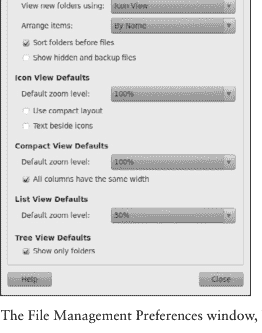 View new folders using:
Icon View
Arrange items:
By Name
Sort folders before files
Show hidden and backup files
Icon View Defaults
Default zoom level:
100%
Use compact layout
Text beside icons
Compact View Defaults
Default zoom level:
100%
All columns have the same width
List View Defaults
Default zoom level:
50%
Tree View Defaults
Show only folders
Help
Close
The File Management Preferences window,